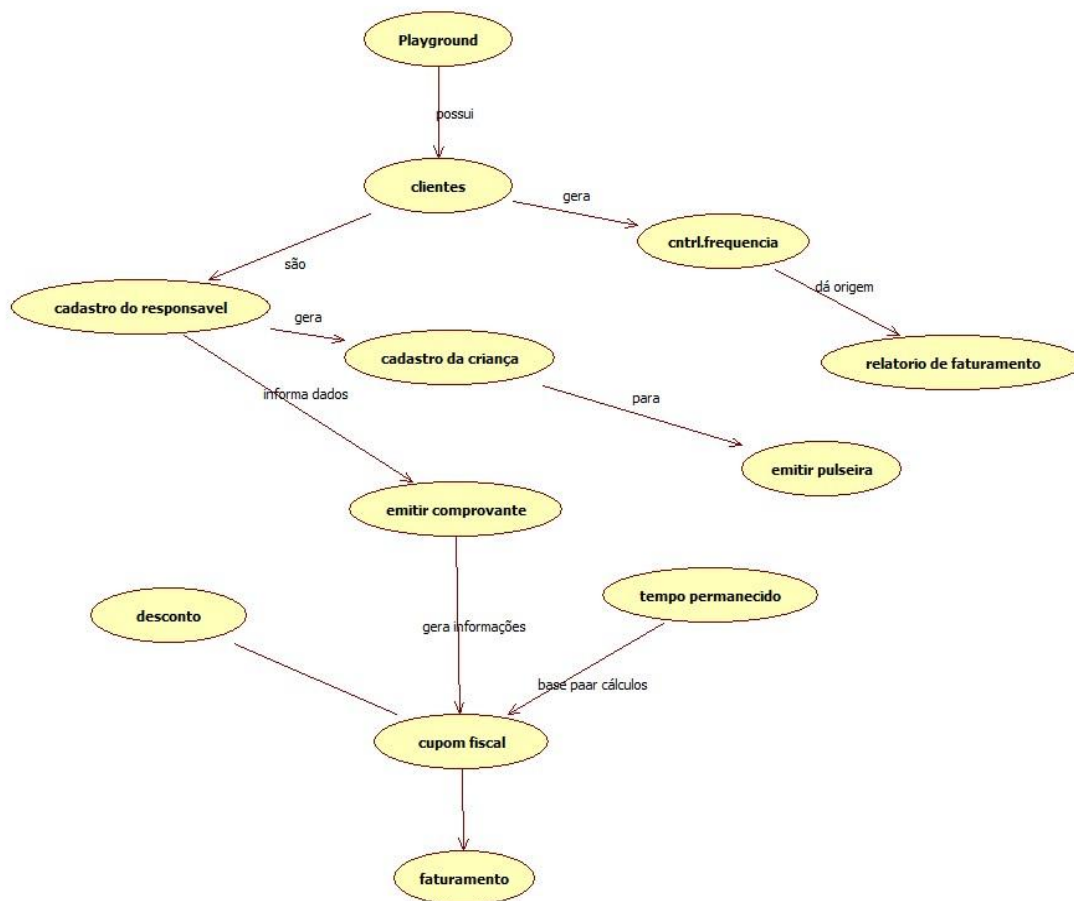 Playground
possui
clientes
gera
cntrl.frequencia
são
dá origem
cadastro do responsavel
gera
cadastro da criança
relatorio de faturamento
informa dados
para
emitir pulseira
emitir comprovante
tempo permanecido
desconto
gera informações
base paar cálculos
cupom fiscal
faturamento